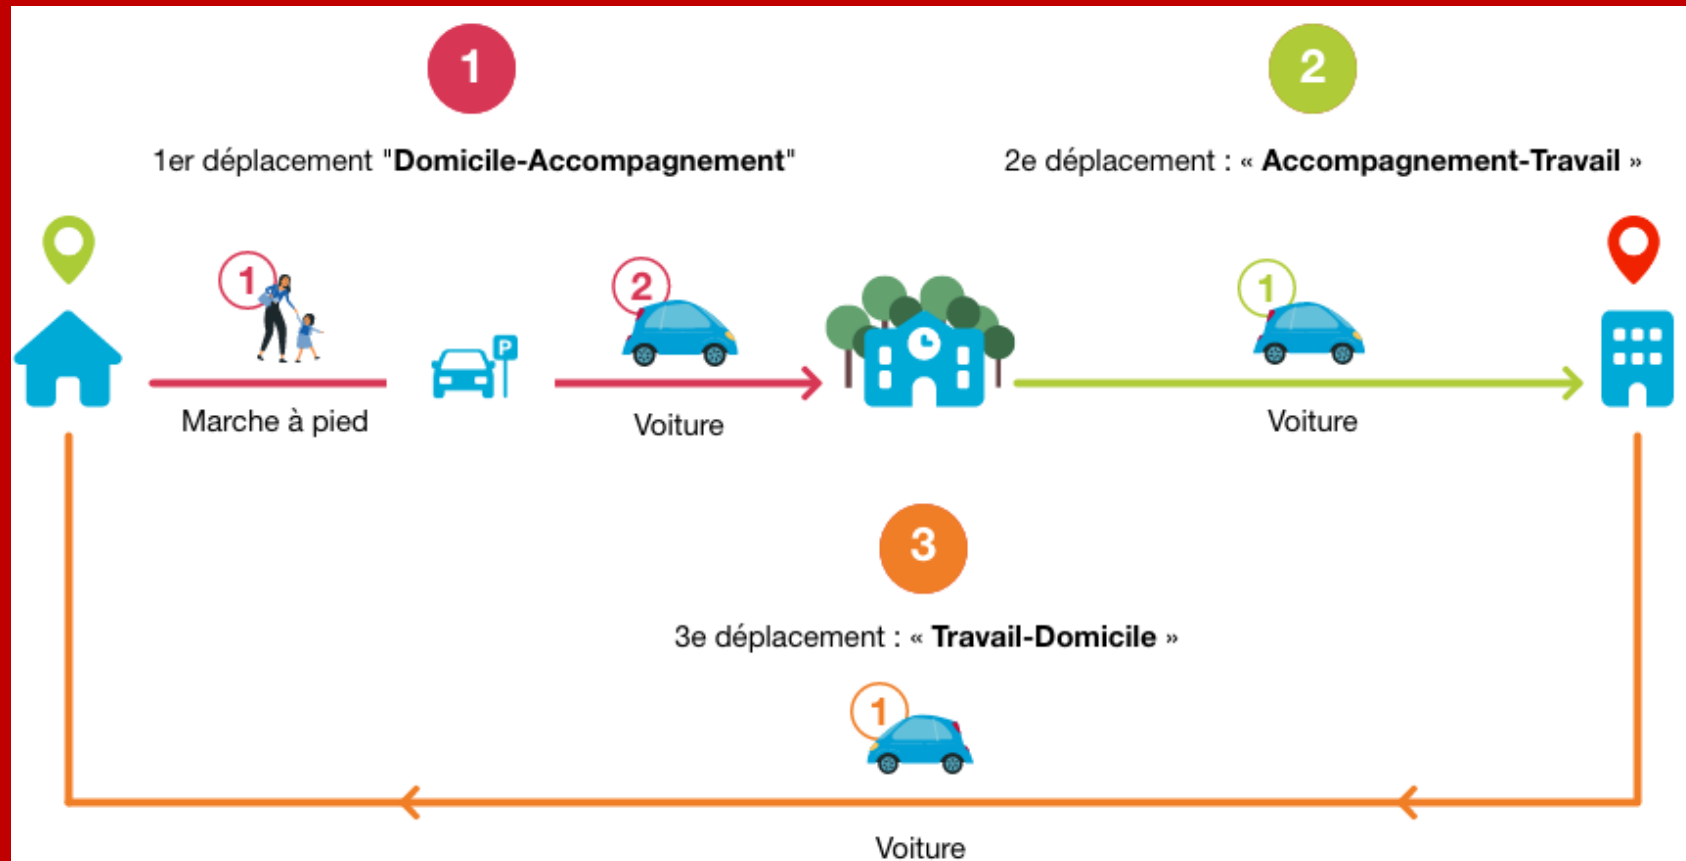 1
2
1er déplacement "Domicile-Accompagnement"
2e déplacement : « Accompagnement-Travail »
1
2
1
P
Marche à pied
Voiture
Voiture
3
3e déplacement : « Travail-Domicile »
1
Voiture